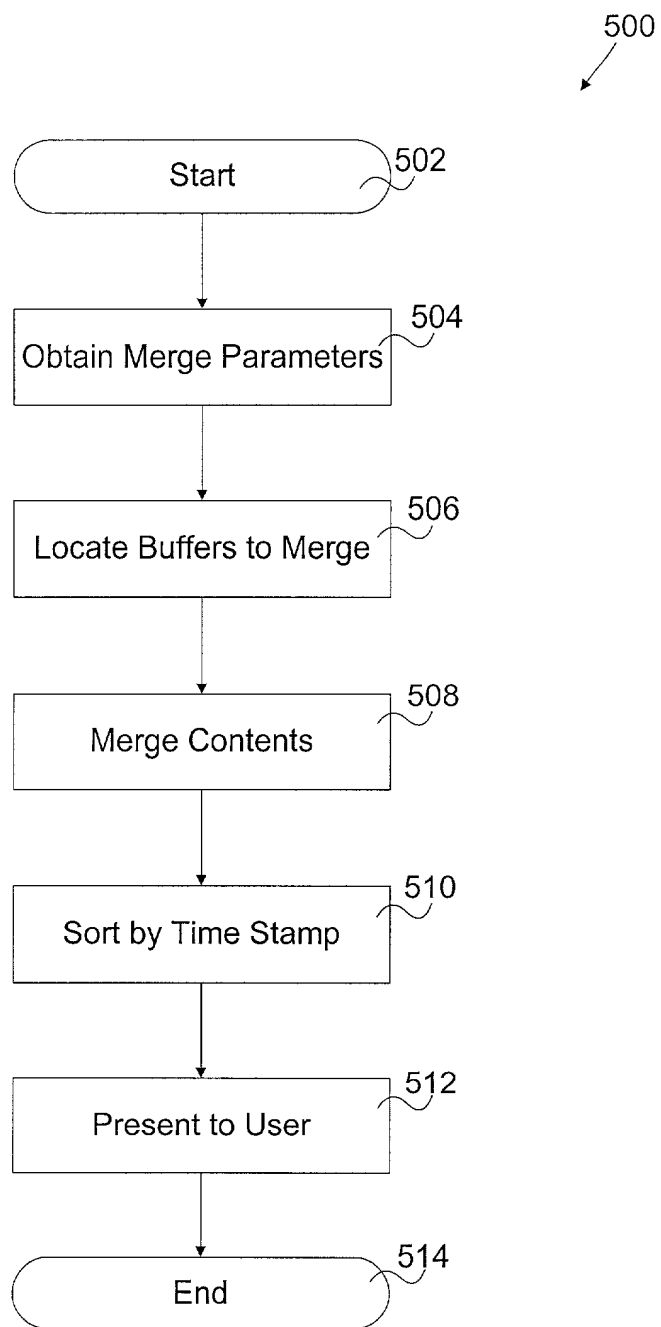 500
Start
502
Obtain Merge Parameters
504
Locate Buffers to Merge
506
Merge Contents
508
Sort by Time Stamp
510
Present to User
512
End
514